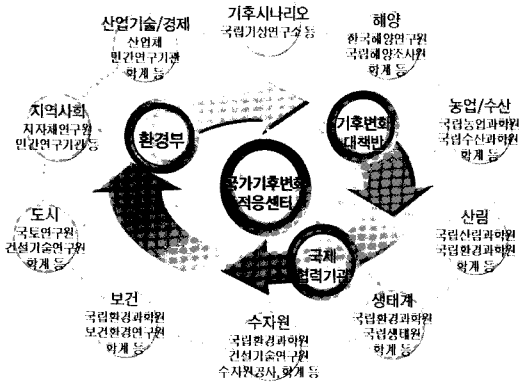 산업기술/경제
산업체
민간연구기관
학계 등
기후시나리오
국립기상연구소 등
해양
한국해양연구원
국립해양조사원
학계 등
지역사회
지자체연구원
민간연구기관 등
환경부
기후변화
대책반
농업/수산
국립농업과학원
국립수산과학원
학계 등
국가기후변화
적응센터
도시
국토연구원
건설기술연구원
학계 등
국제
협력기관
산림
국립산림과학원
국립환경과학원
학계 등
보건
국립환경과학원
보건환경연구원
학계 등
수자원
국립환경과학원
건설기술연구원
수자원공사, 학계 등
생태계
국립환경과학원
국립생태원
학계 등